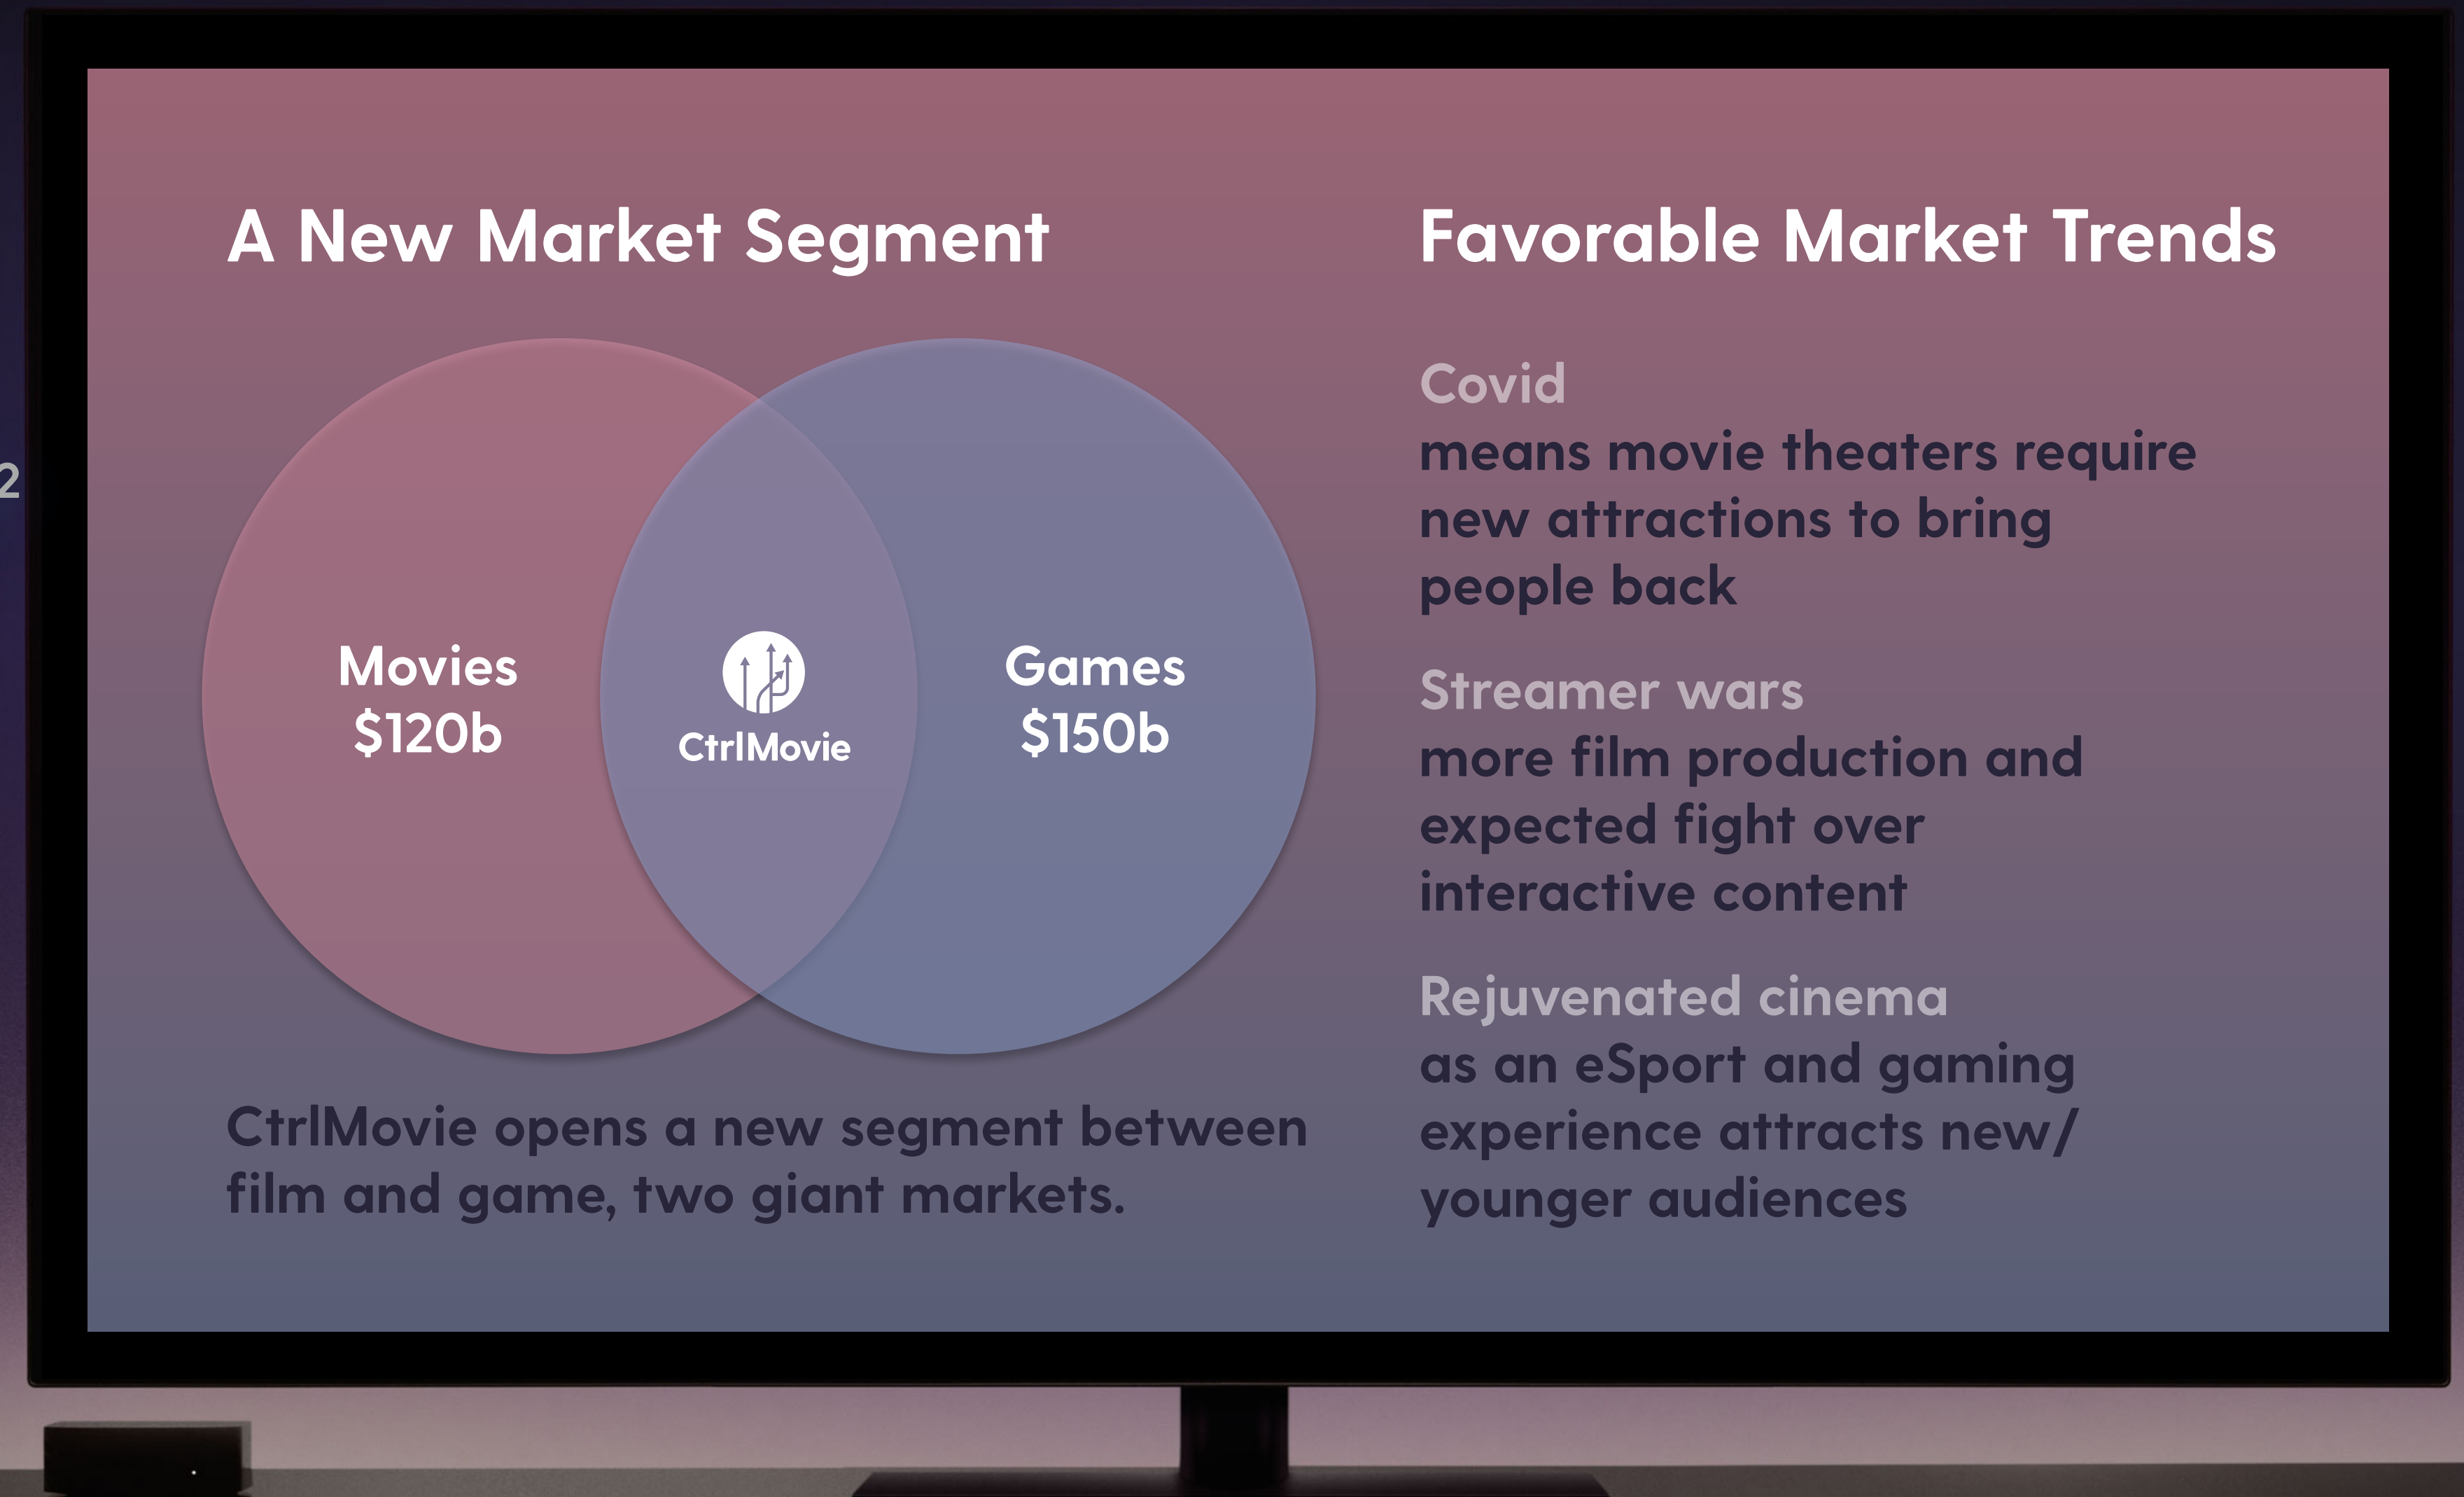 A New Market Segment
Movies
$120b
CtrlMovie
Games
$150b
CtrlMovie opens a new segment between
film and game, two giant markets.
Favorable Market Trends
Covid
means movie theaters require
new attractions to bring
people back
Streamer wars
more film production and
expected fight over
interactive content
Rejuvenated cinema
as an eSport and gaming
experience attracts new/
younger audiences
2